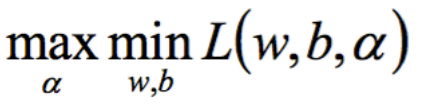 max min L(w,b,α)
α w,b